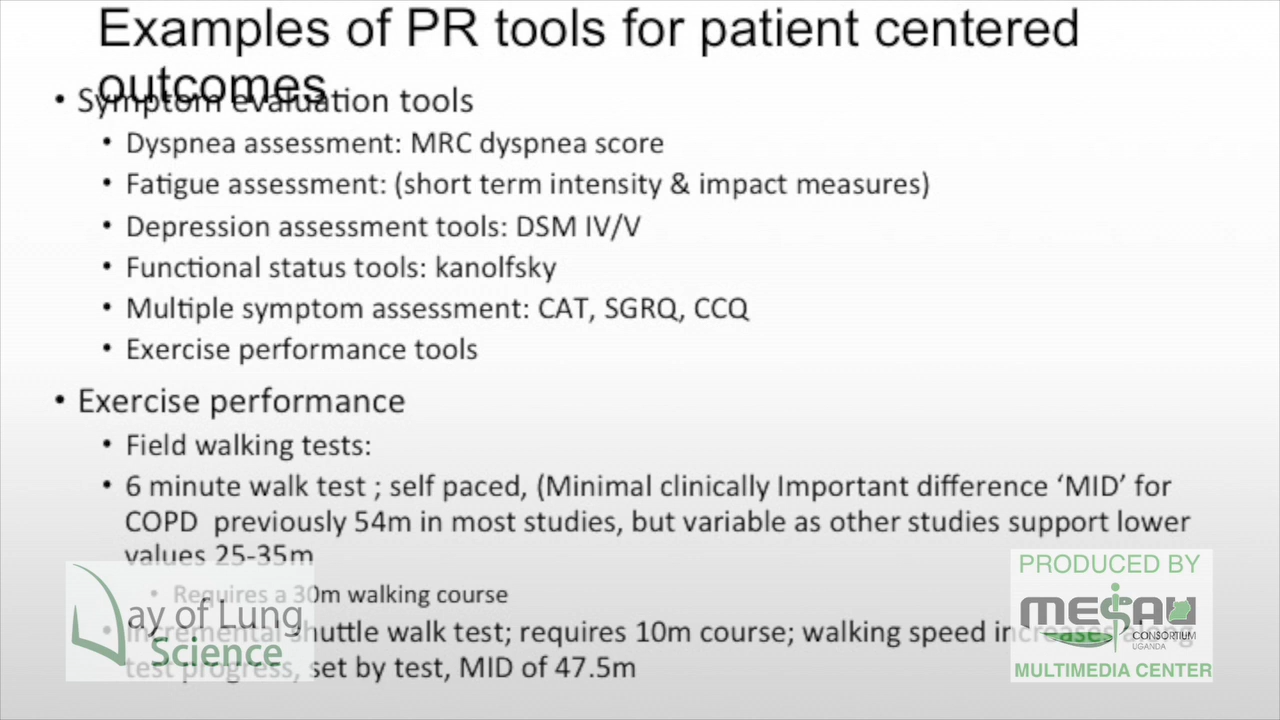 Examples of PR tools for patient centered
outcomes
• Symptom evaluation tools
• Dyspnea assessment: MRC dyspnea score
• Fatigue assessment: (short term intensity & impact measures)
• Depression assessment tools: DSM IV/V
• Functional status tools: kanolfsky
• Multiple symptom assessment: CAT, SGRQ, CCQ
• Exercise performance tools
• Exercise performance
• Field walking tests:
• 6 minute walk test ; self paced, (Minimal clinically Important difference ‘MID’ for
COPD previously 54m in most studies, but variable as other studies support lower
values 25-35m
• Requires a 30m walking course
• Incremental shuttle walk test; requires 10m course; walking speed increases along
test progress, set by test, MID of 47.5m
Day of Lung
Science
PRODUCED BY
MESAU
CONSORTIUM
UGANDA
MULTIMEDIA CENTER